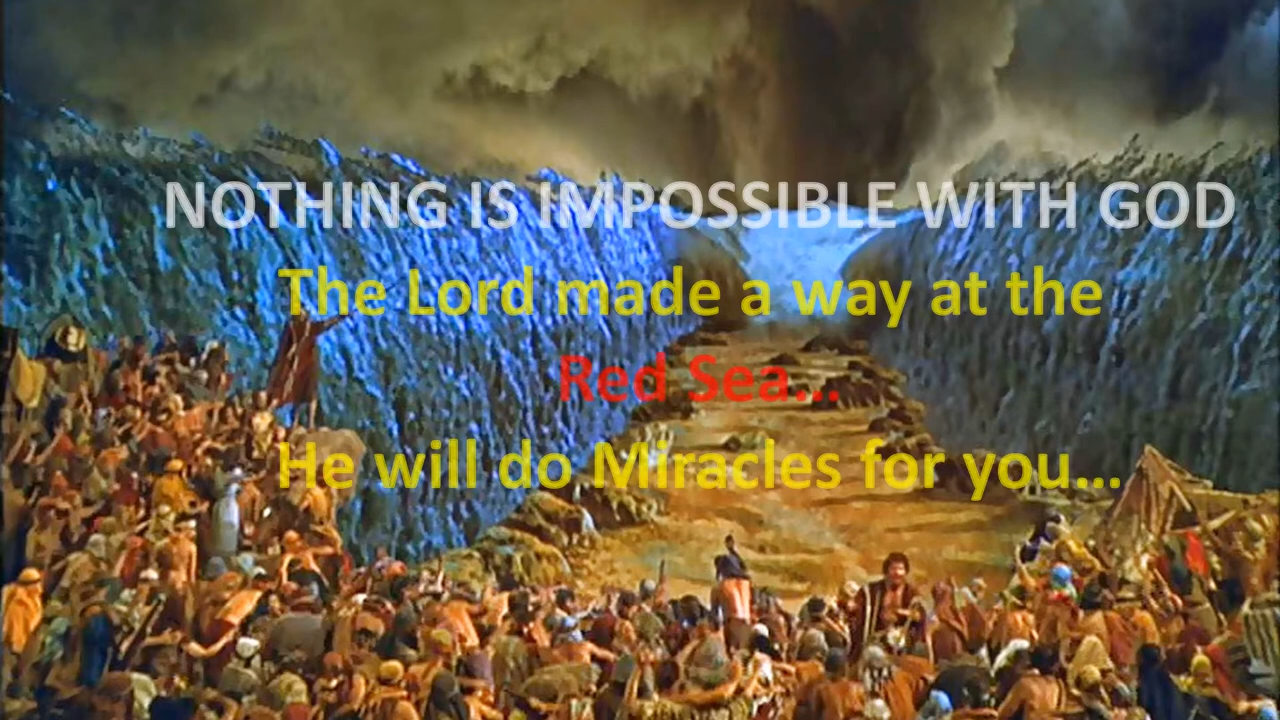 NOTHING IS IMPOSSIBLE WITH GOD
The Lord made a way at the
Red Sea...
He will do Miracles for you...